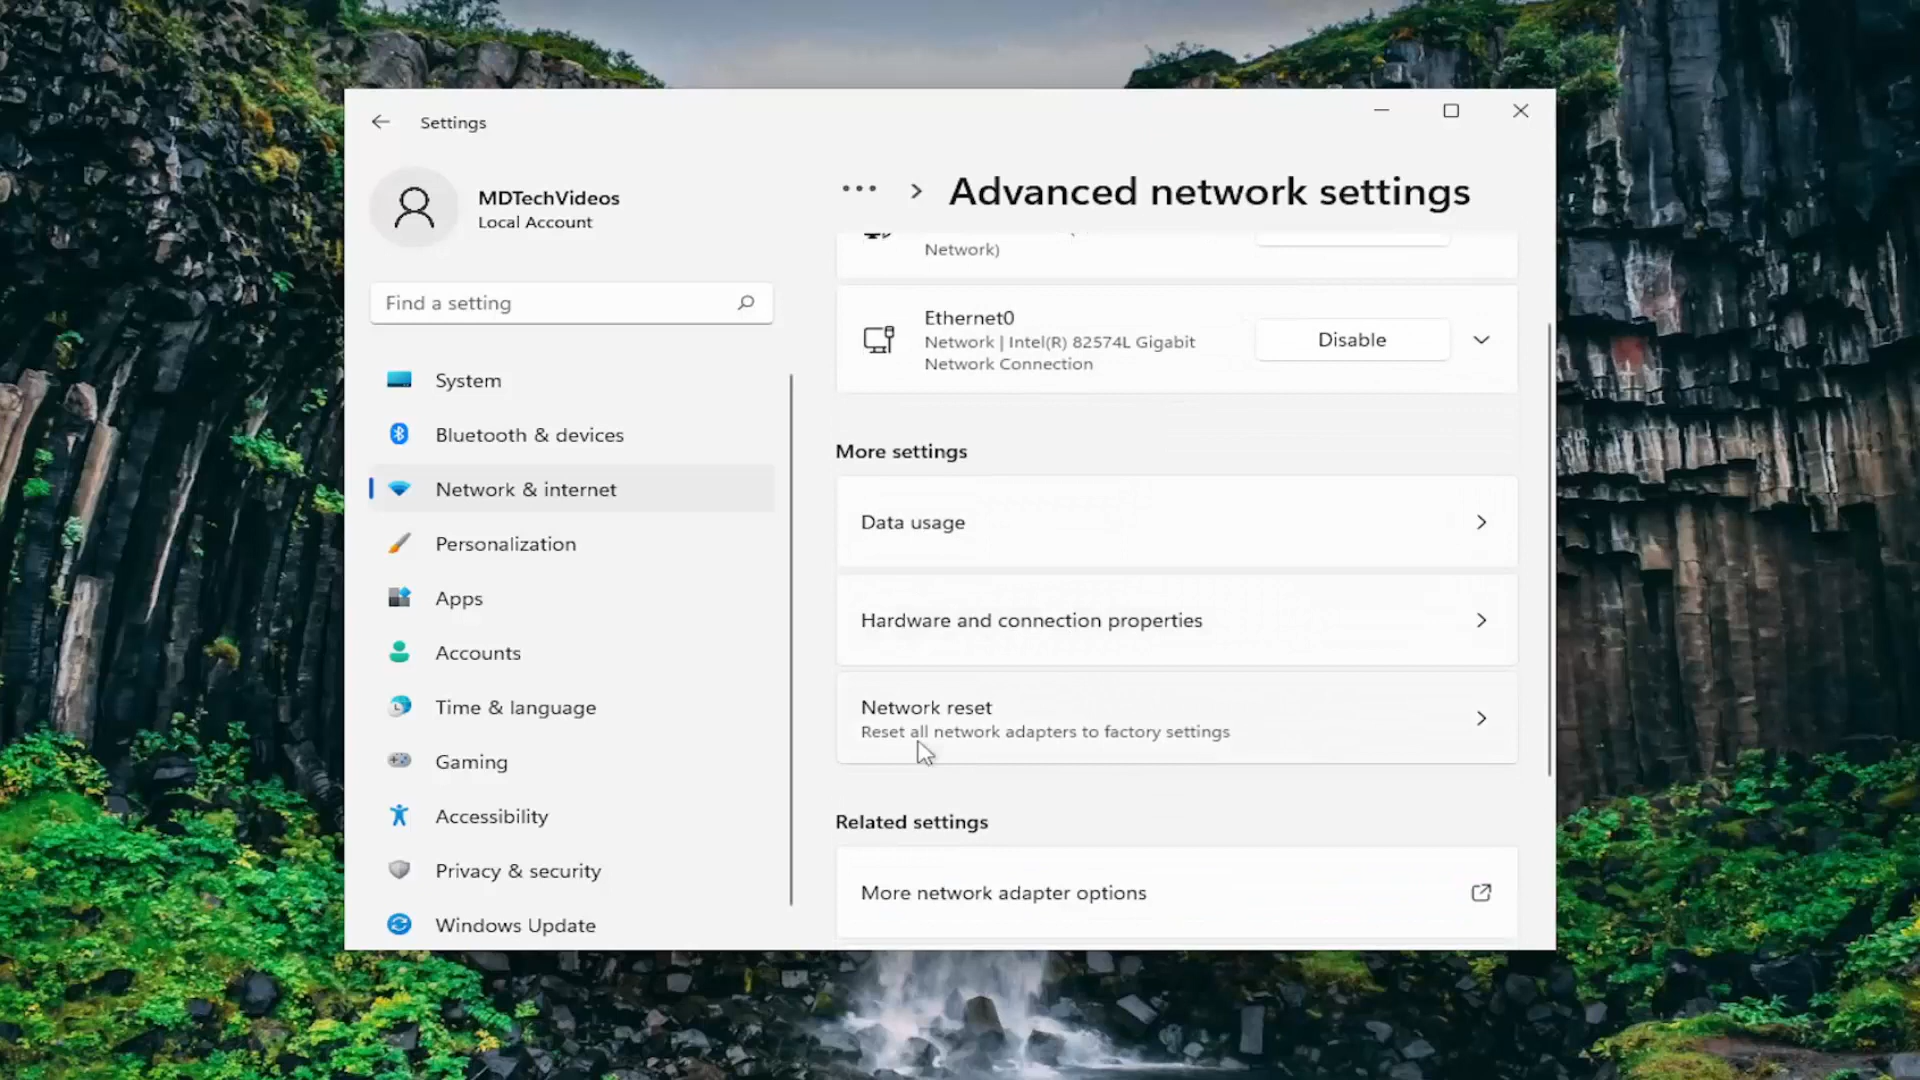 Settings
MDTechVideos
Local Account
Find a setting
System
Bluetooth & devices
Network & internet
Personalization
Apps
Accounts
Time & language
Gaming
Accessibility
Privacy & security
Windows Update
... > Advanced network settings
Network)
Ethernet0
Network | Intel(R) 82574L Gigabit
Network Connection
Disable
More settings
Data usage
Hardware and connection properties
Network reset
Reset all network adapters to factory settings
Related settings
More network adapter options